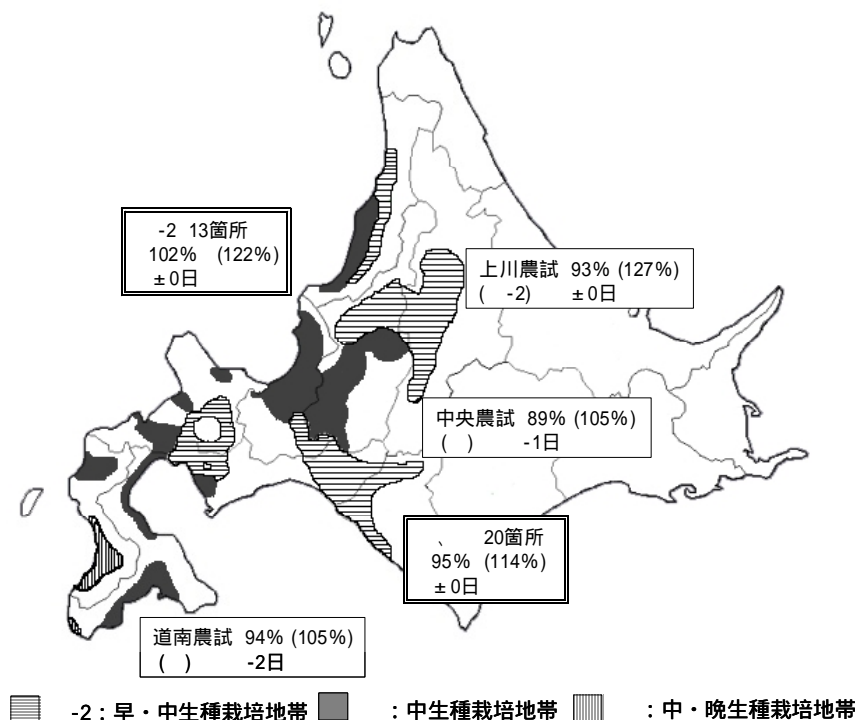 -2 13箇所
102% (122%)
±0日
上川農試 93% (127%)
( -2) ±0日
中央農試 89% (105%)
( ) -1日
、 20箇所
95% (114%)
±0日
道南農試 94% (105%)
( ) -2日
-2：早・中生種栽培地帯 ：中生種栽培地帯 ：中・晩生種栽培地帯